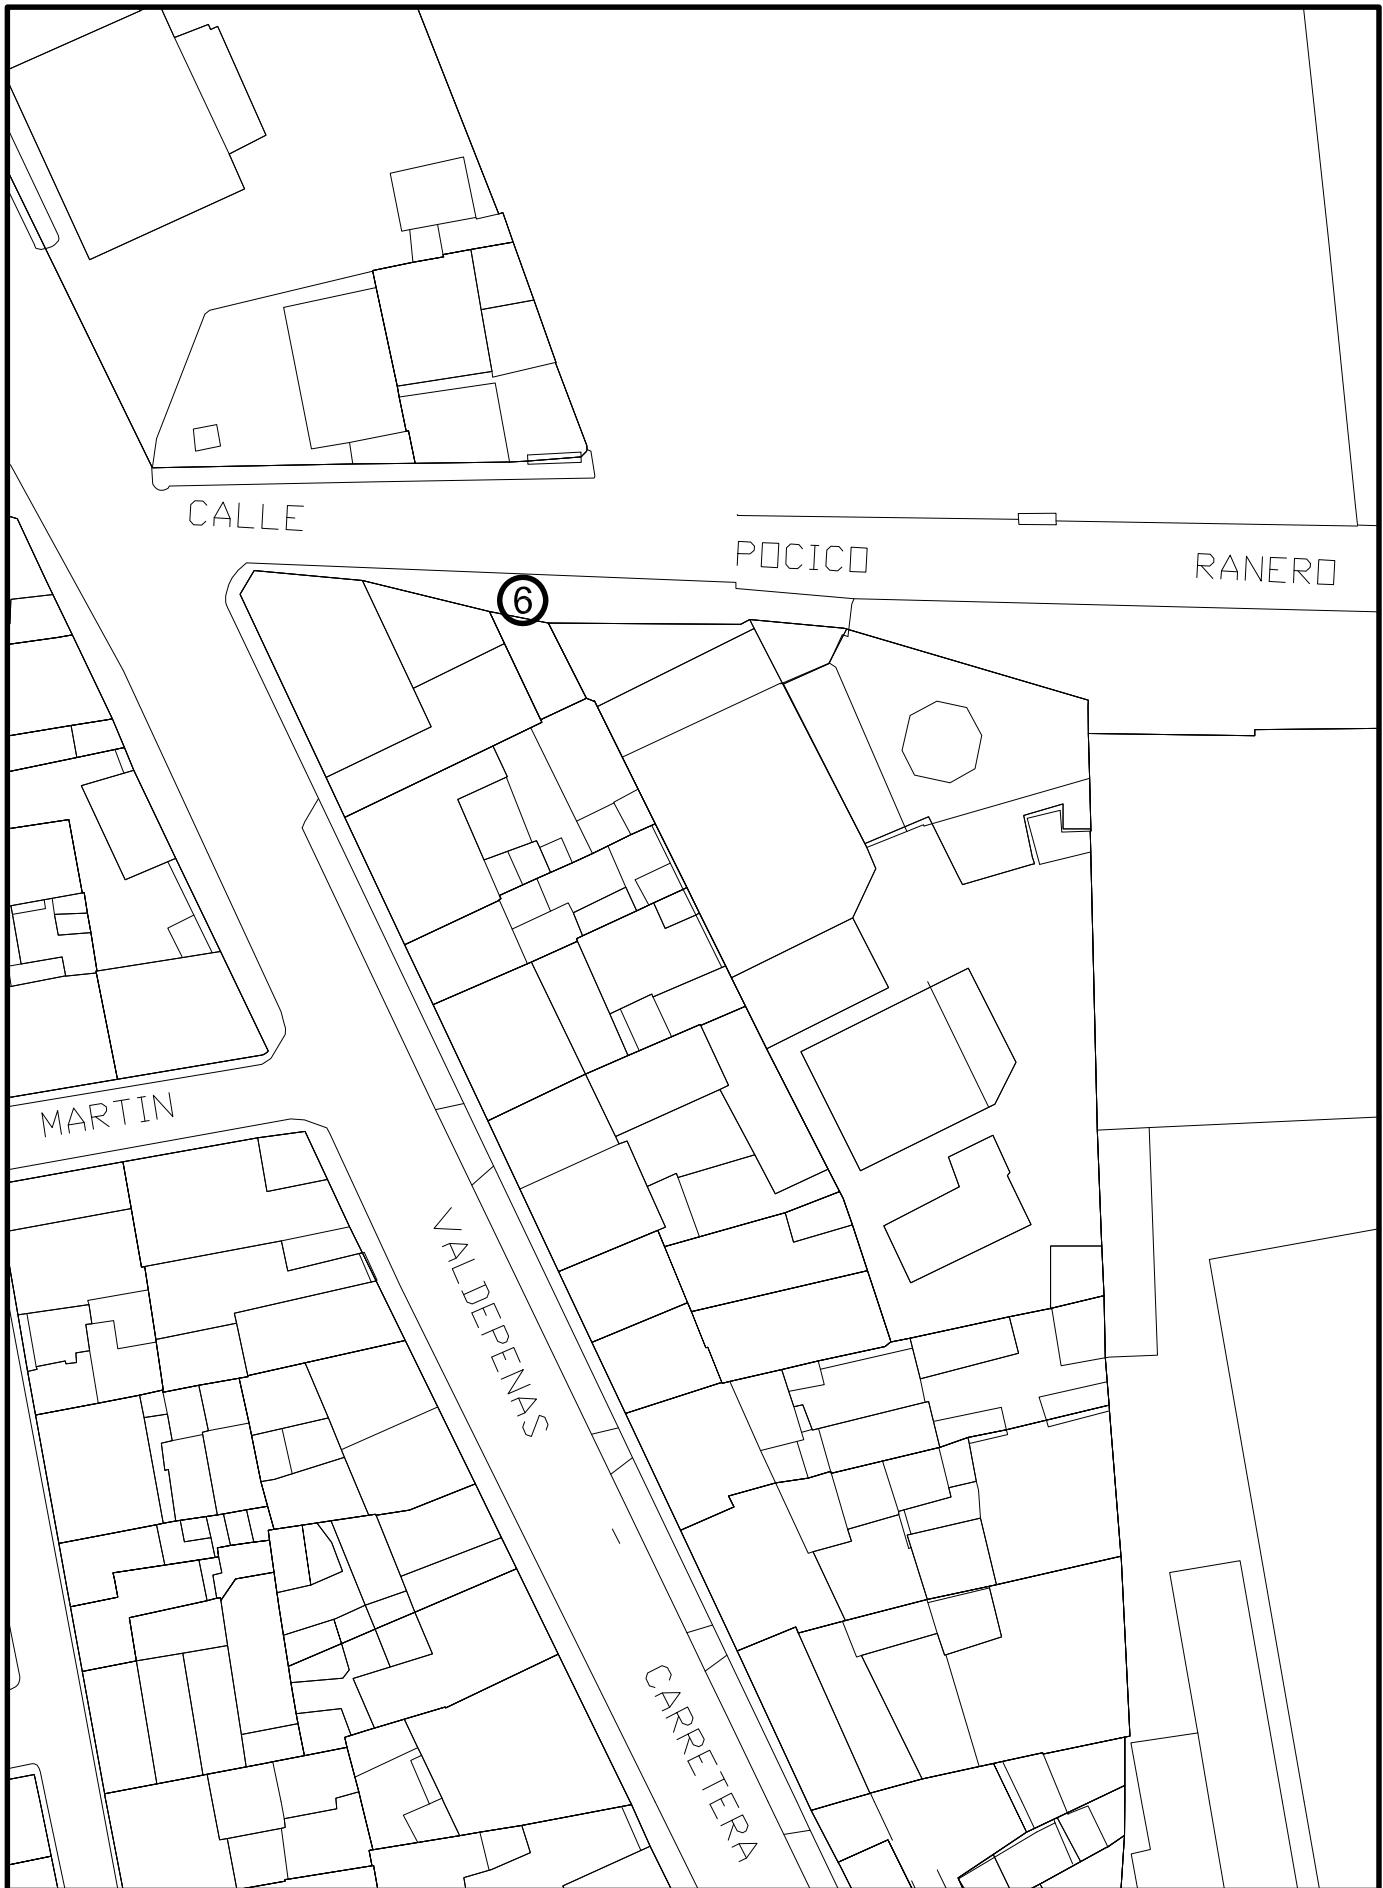 CALLE
POCICO
RANERO
6
MARTIN
VALDEPENAS
CARRETERA